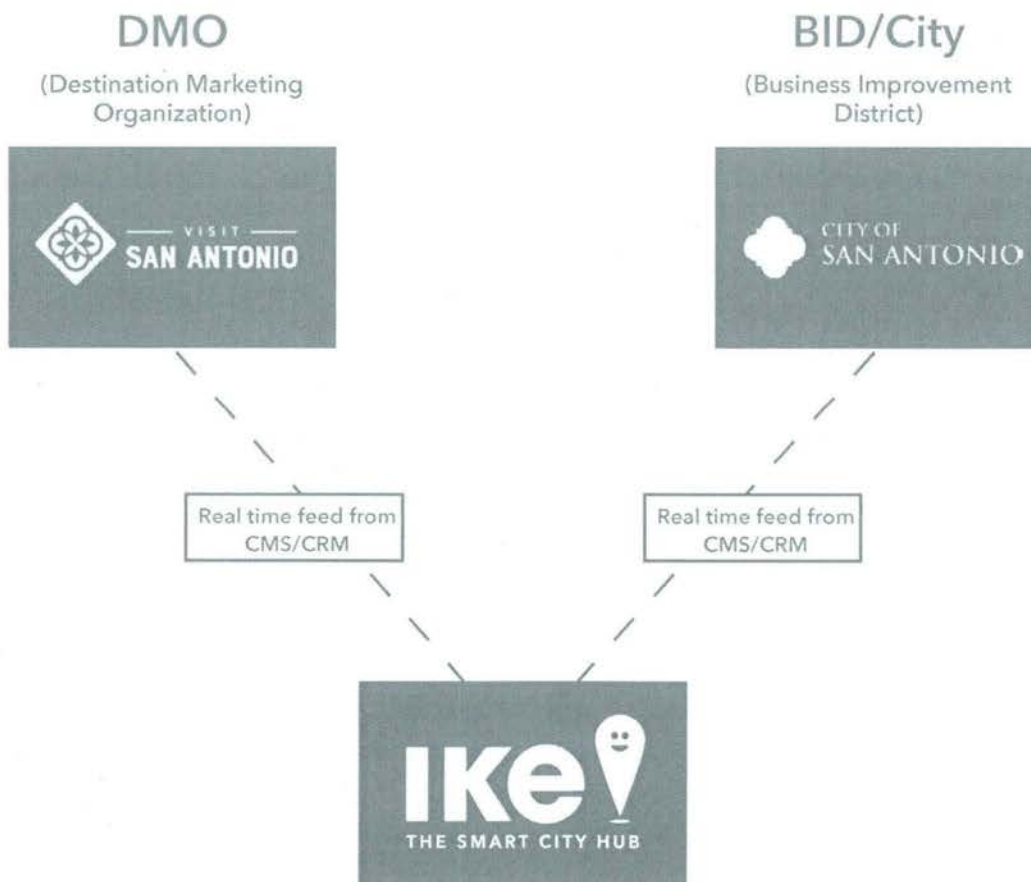 DMO
(Destination Marketing
Organization)
VISIT
SAN ANTONIO
BID/City
(Business Improvement
District)
CITY OF
SAN ANTONIO
Real time feed from
CMS/CRM
Real time feed from
CMS/CRM
IKe
THE SMART CITY HUB